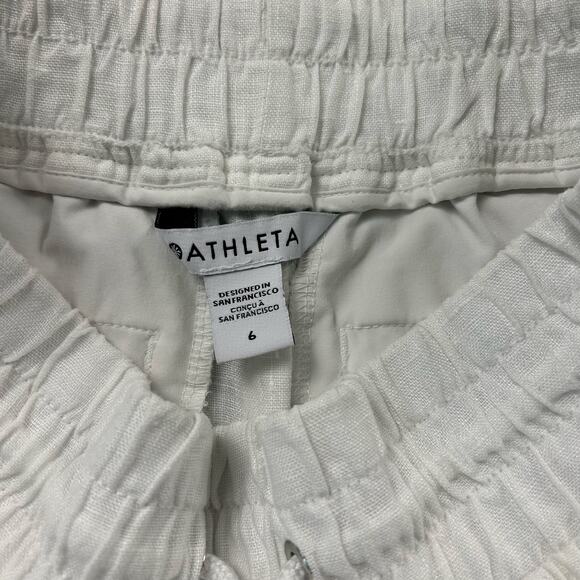 ATHLETA
DESIGNED IN
SAN FRANCISCO
CONÇU À
SAN FRANCISCO
6